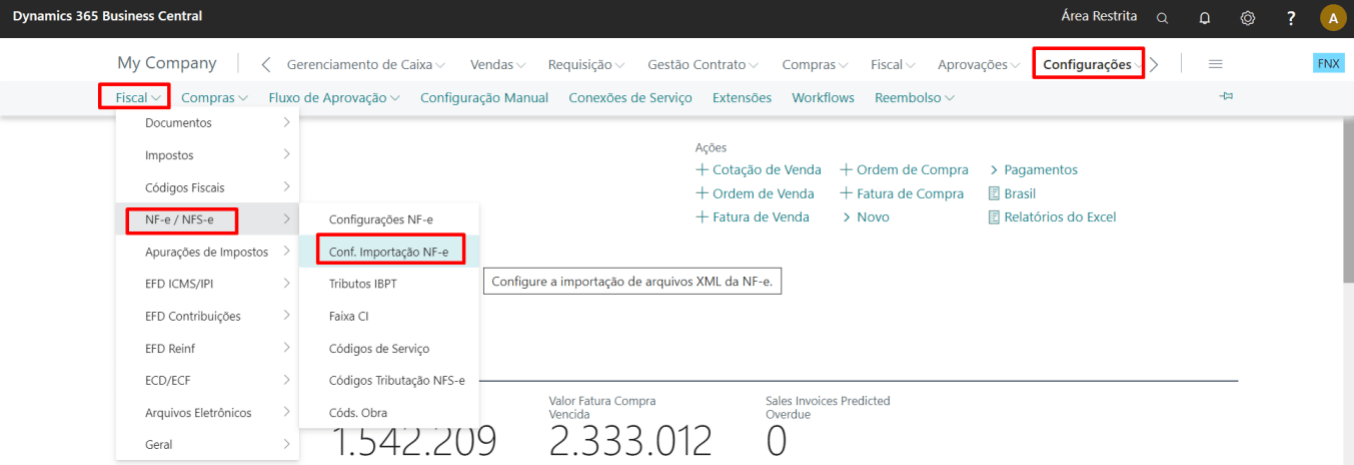 Dynamics 365 Business Central
Área Restrita
?
A
My Company
Gerenciamento de Caixa
Vendas
Requisição
Gestão Contrato
Compras
Fiscal
Aprovações
Configurações
FNX
Fiscal
Compras
Fluxo de Aprovação
Configuração Manual
Conexões de Serviço
Extensões
Workflows
Reembolso
Documentos
Impostos
Códigos Fiscais
NF-e / NFS-e
Apurações de Impostos
EFD ICMS/IPI
EFD Contribuições
EFD Reinf
ECD/ECF
Arquivos Eletrônicos
Geral
Configurações NF-e
Conf. Importação NF-e
Tributos IBPT
Faixa CI
Códigos de Serviço
Códigos Tributação NFS-e
Códs. Obra
Configure a importação de arquivos XML da NF-e.
Ações
+ Cotação de Venda
+ Ordem de Compra
> Pagamentos
+ Ordem de Venda
+ Fatura de Compra
Brasil
+ Fatura de Venda
> Novo
Relatórios do Excel
1.542.209
Valor Fatura Compra
Vencida
2.333.012
Sales Invoices Predicted
Overdue
0